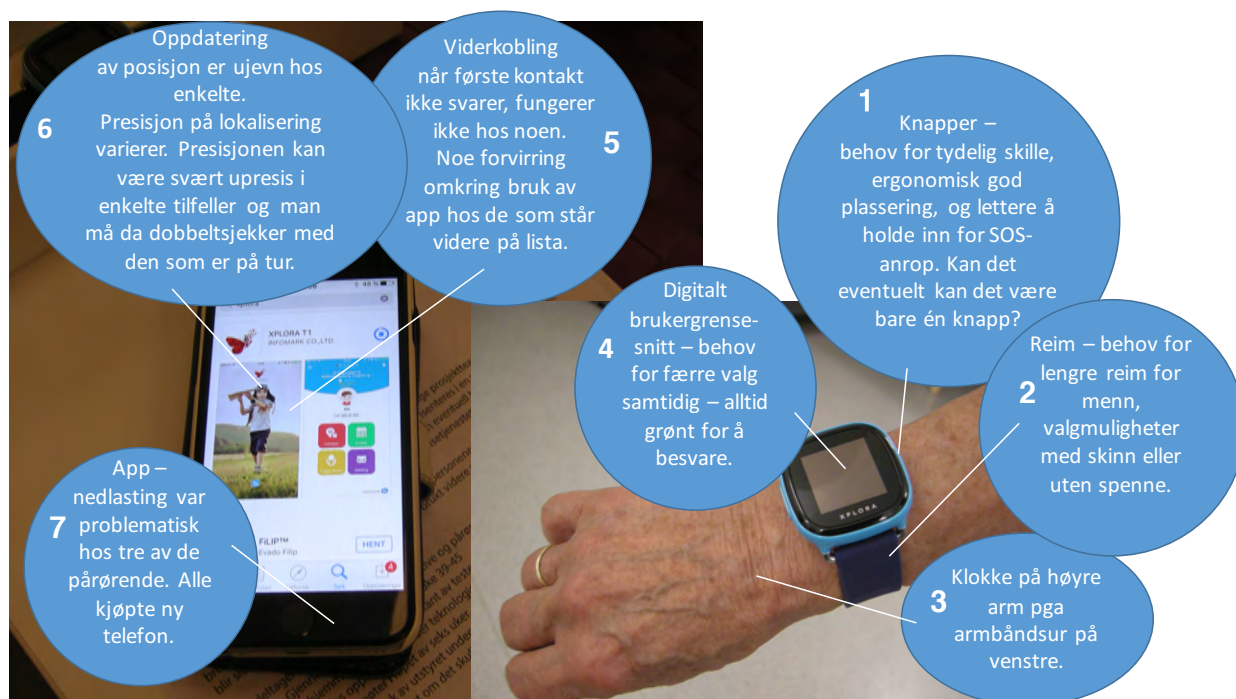 1
Knapper –
behov for tydelig skille,
ergonomisk god
plassering, og lettere å
holde inn for SOS-
anrop. Kan det
eventuelt kan det være
bare én knapp?
2
Reim – behov for
lengre reim for
menn,
valgmuligheter
med skinn eller
uten spenne.
3
Klokke på høyre
arm pga
armbåndsur på
venstre.
4
Digitalt
brukergrense-
snitt – behov
for færre valg
samtidig – alltid
grønt for å
besvare.
5
Viderkobling
når første kontakt
ikke svarer, fungerer
ikke hos noen.
Noe forvirring
omkring bruk av
app hos de som står
videre på lista.
6
Oppdatering
av posisjon er ujevn hos
enkelte.
Presisjon på lokalisering
varierer. Presisjonen kan
være svært upresis i
enkelte tilfeller og man
må da dobbeltsjekker med
den som er på tur.
7
App –
nedlasting var
problematisk
hos tre av de
pårørende. Alle
kjøpte ny
telefon.
48 %
XPLORA T1
INFOMARK CO.,LTD
FiLIP™
Evado Filip
HENT
Søk
4
XPLORA